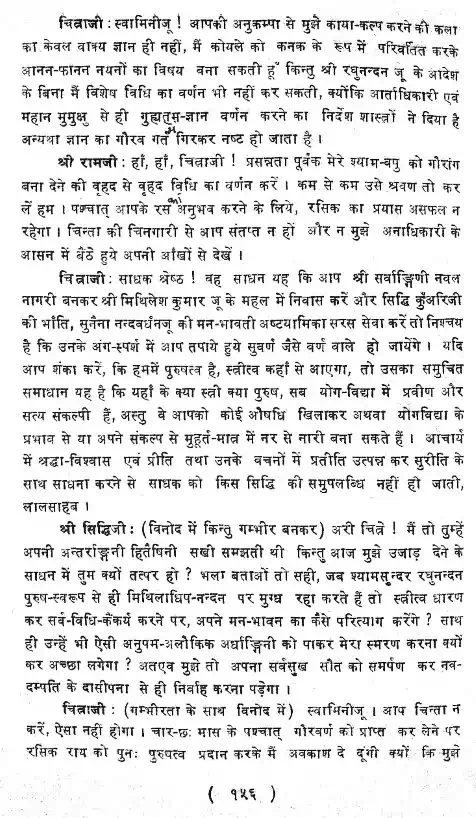 चित्राजी : स्वामिनीजू ! आपकी अनुकम्पा से मुझे काया-कल्प करने की कला
का केवल वाक्य ज्ञान ही नहीं, मैं कोयले को कनक के रूप में परिवर्तित करके
आनन-फानन नयनों का विषय बना सकती हूँ किन्तु श्री रघुनन्दन जू के आदेश
के बिना मैं विशेष विधि का वर्णन भी नहीं कर सकती, क्योंकि आर्ताधिकारी एवं
महान मुमुक्ष से ही गुह्यतम-ज्ञान वर्णन करने का निर्देश शास्त्रों ने दिया है
अन्यथा ज्ञान का गौरव गर्त में गिरकर नष्ट हो जाता है ।
श्री रामजी : हाँ, हाँ, चित्राजी ! प्रसन्नता पूर्वक मेरे श्याम-वपु को गौरांग
बना देने की वृहद से वृहद विधि का वर्णन करें । कम से कम उसे श्रवण तो कर
लें हम । पश्चात् आपके रस का अनुभव करने के लिये, रसिक का प्रयास असफल न
रहेगा । चिन्ता की चिनगारी से आप संतप्त न हों और न मुझे अनाधिकारी के
आसन में बैठे हुये अपनी आँखों से देखें ।
चित्राजी : साधक श्रेष्ठ ! वह साधन यह कि आप श्री सर्वाङ्गिणी नवल
नागरी बनकर श्री मिथिलेश कुमार जू के महल में निवास करें और सिद्धि कुँअरिजी
की भाँति, सुनैना नन्दवर्धनजू की मन-भावती अष्टयामिका सरस सेवा करें तो निश्चय
है कि उनके अंग-स्पर्श में आप तपाये हुये सुवर्ण जैसे वर्ण वाले हो जायेंगे । यदि
आप शंका करें, कि हममें पुरुषत्व है, स्त्रीत्व कहाँ से आएगा, तो उसका समुचित
समाधान यह है कि यहाँ के क्या स्त्री क्या पुरुष, सब योग-विद्या में प्रवीण और
सत्य संकल्पी हैं, अस्तु वे आपको कोई औषधि खिलाकर अथवा योगविद्या के
प्रभाव से या अपने संकल्प से मुहूर्त-मात्र में नर से नारी बना सकते हैं । आचार्य
में श्रद्धा-विश्वास एवं प्रीति तथा उनके वचनों में प्रतीति उत्पन्न कर सुरीति के
साथ साधना करने से साधक को किस सिद्धि की समुपलब्धि नहीं हो जाती,
लालसाहब ।
श्री सिद्धिजी : (विनोद में किन्तु गम्भीर बनकर) अरी चित्रे ! मैं तो तुम्हें
अपनी अन्तरङ्गिनी हितैषिनी सखी समझती थी किन्तु आज मुझे उजाड़ देने के
साधन में तुम क्यों तत्पर हो ? भला बताओं तो सही, जब श्यामसुन्दर रघुनन्दन
पुरुष-स्वरूप से ही मिथिलाधिप-नन्दन पर मुग्ध रहा करते हैं तो स्त्रीत्व धारण
कर सर्व-विधि-कैंकर्य करने पर, अपने मन-भावन का कैसे परित्याग करेंगे ? साथ
ही उन्हें भी ऐसी अनुपम-अलौकिक अर्धाङ्गिनी को पाकर मेरा स्मरण करना क्यों
कर अच्छा लगेगा ? अतएव मुझे तो अपना सर्वसुख सौत को समर्पण कर नव-
दम्पति के दासीपना से ही निर्वाह करना पड़ेगा ।
चित्राजी : (गम्भीरता के साथ विनोद में) स्वामिनीजू । आप चिन्ता न
करें, ऐसा नहीं होगा । चार-छः मास के पश्चात् गौरवर्ण को प्राप्त कर लेने पर
रसिक राय को पुनः पुरुषत्व प्रदान करके मैं अवकाश दे दूंगी क्यों कि मुझे
( १५६ )